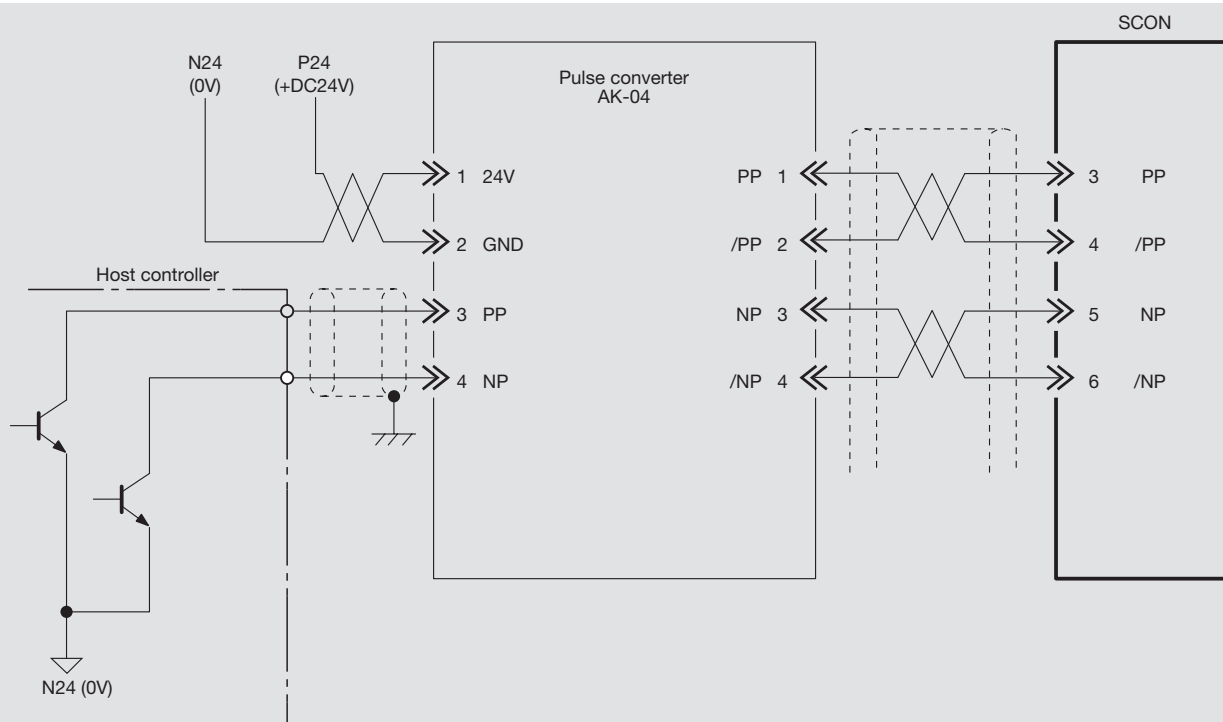 SCON
N24
(0V)
P24
(+DC24V)
Pulse converter
AK-04
1 24V
2 GND
Host controller
3 PP
4 NP
PP 1
/PP 2
NP 3
/NP 4
3 PP
4 /PP
5 NP
6 /NP
N24 (0V)